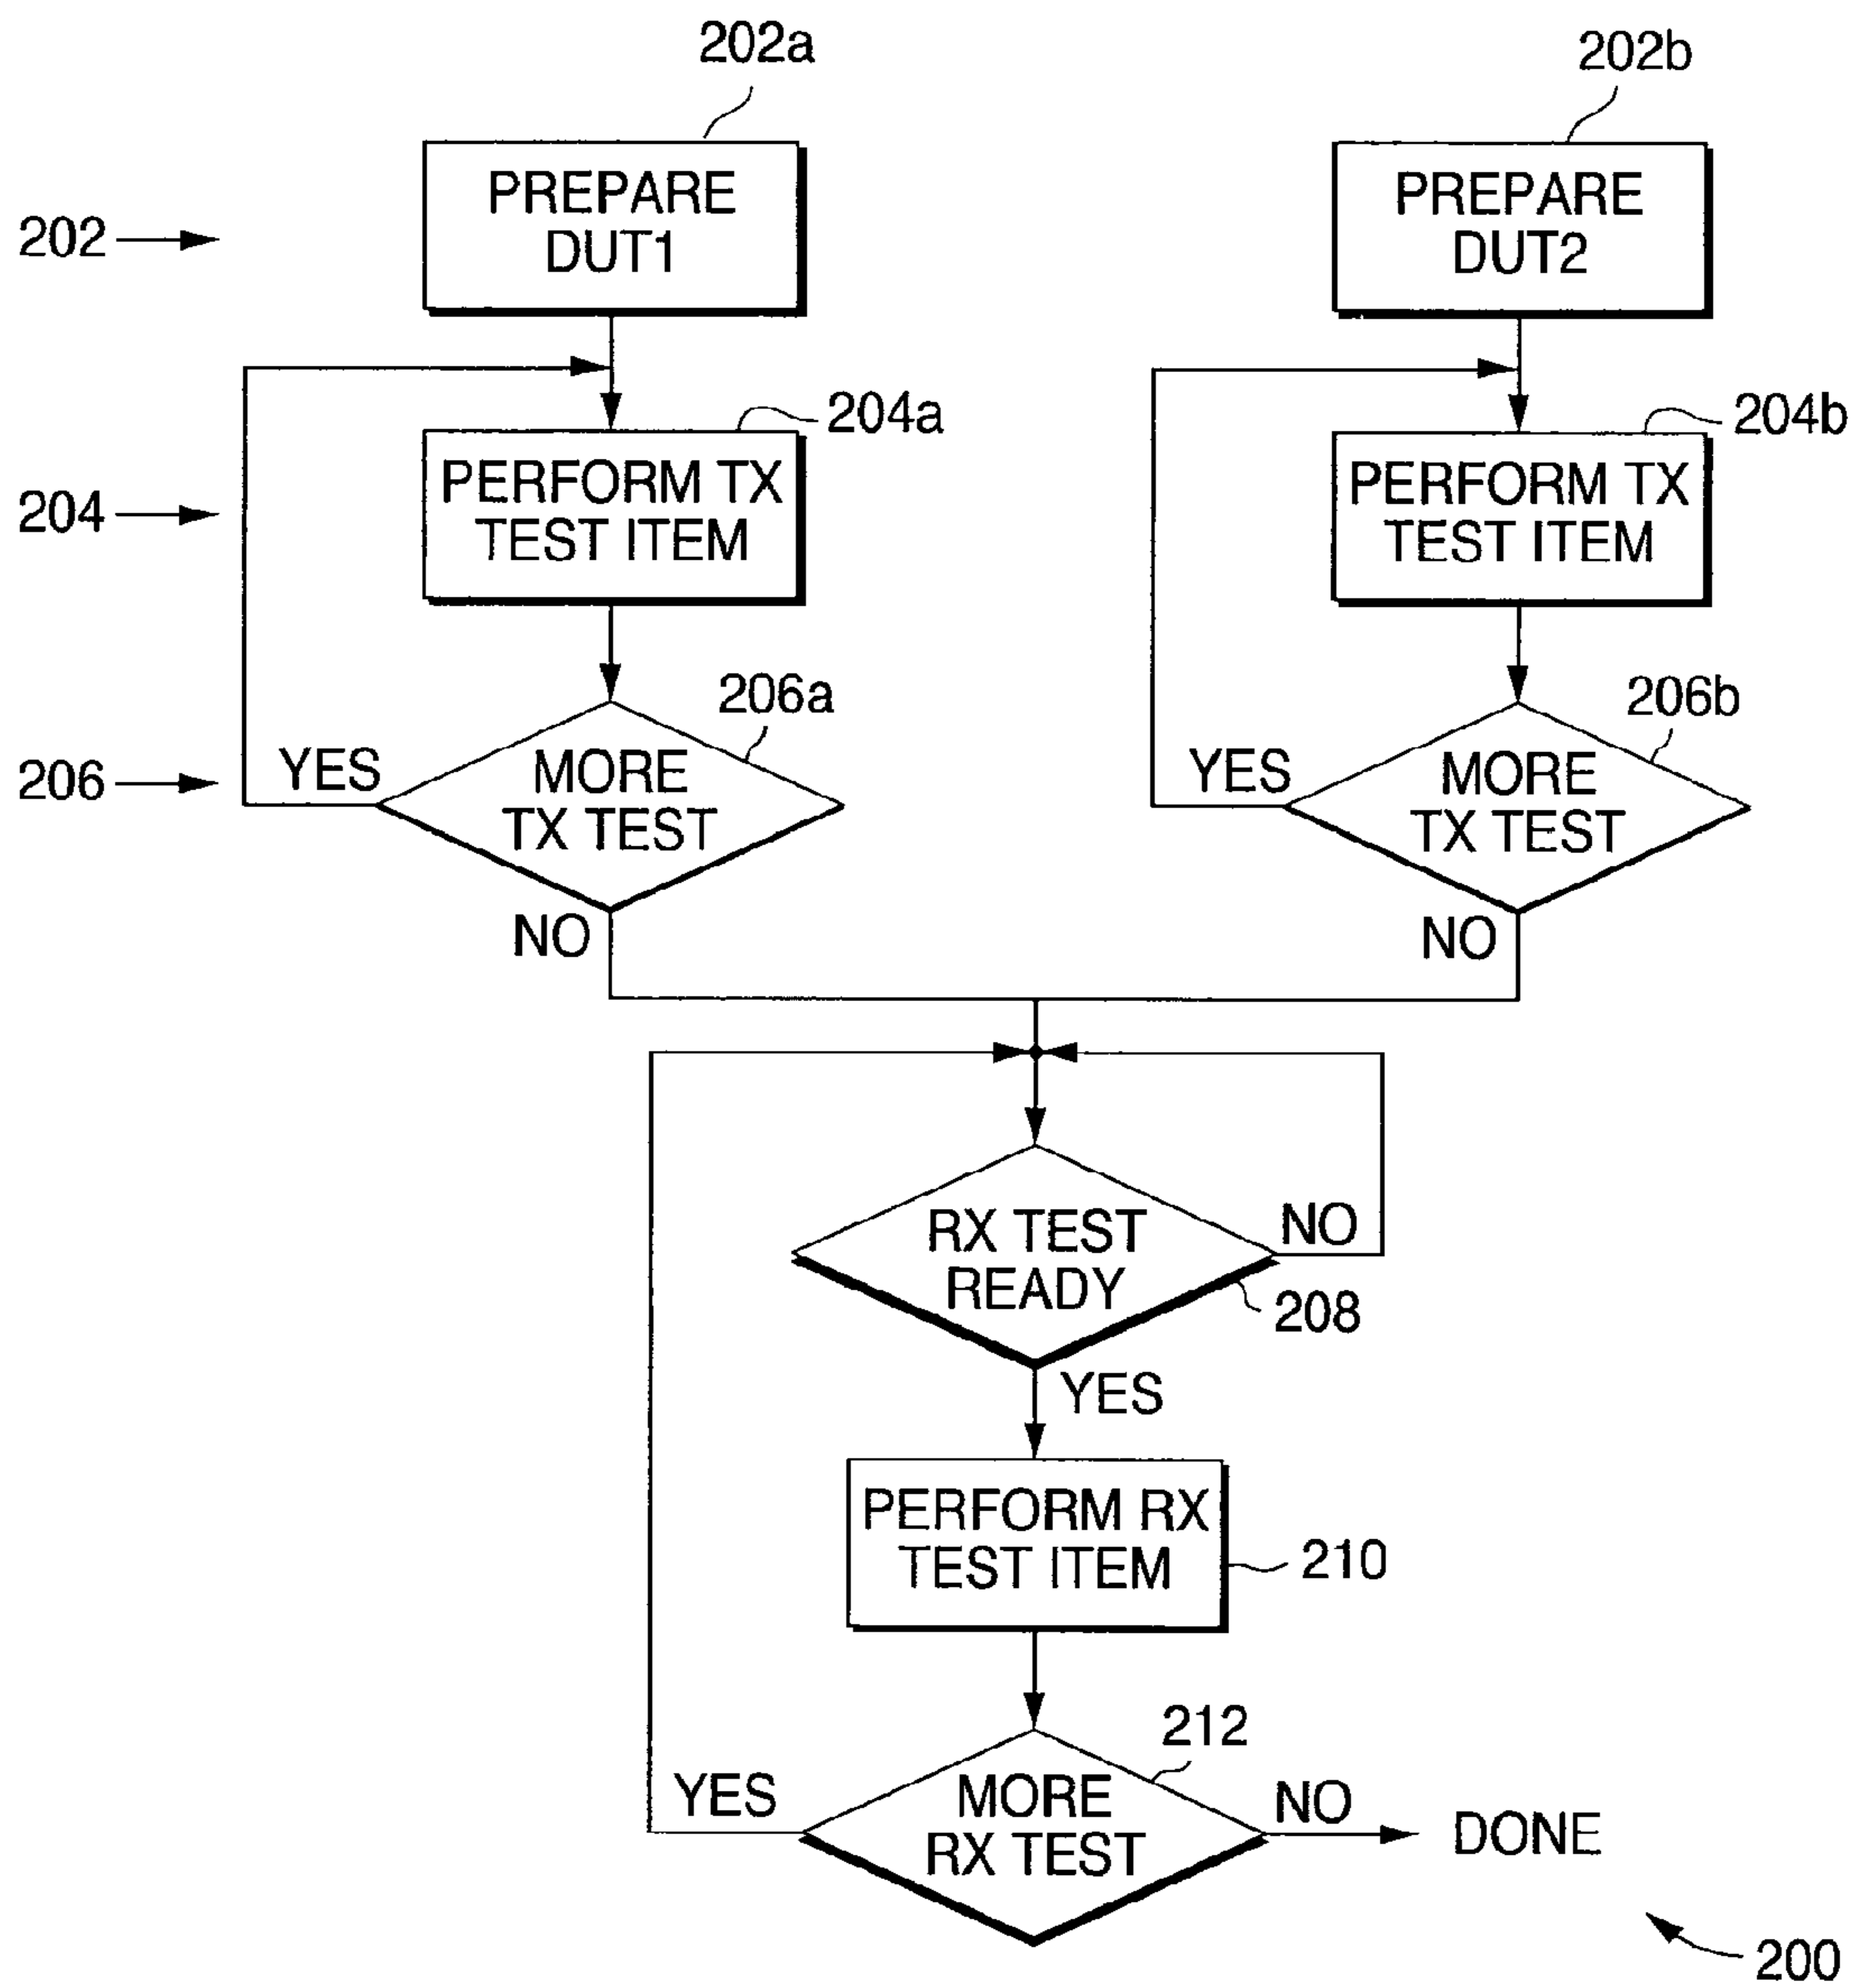 202a
202b
PREPARE
DUT1
PREPARE
DUT2
202
204a
204b
PERFORM TX
TEST ITEM
PERFORM TX
TEST ITEM
204
206a
206b
YES
MORE
TX TEST
YES
MORE
TX TEST
206
NO
NO
RX TEST
READY
NO
208
YES
PERFORM RX
TEST ITEM
210
212
YES
MORE
RX TEST
NO
DONE
200